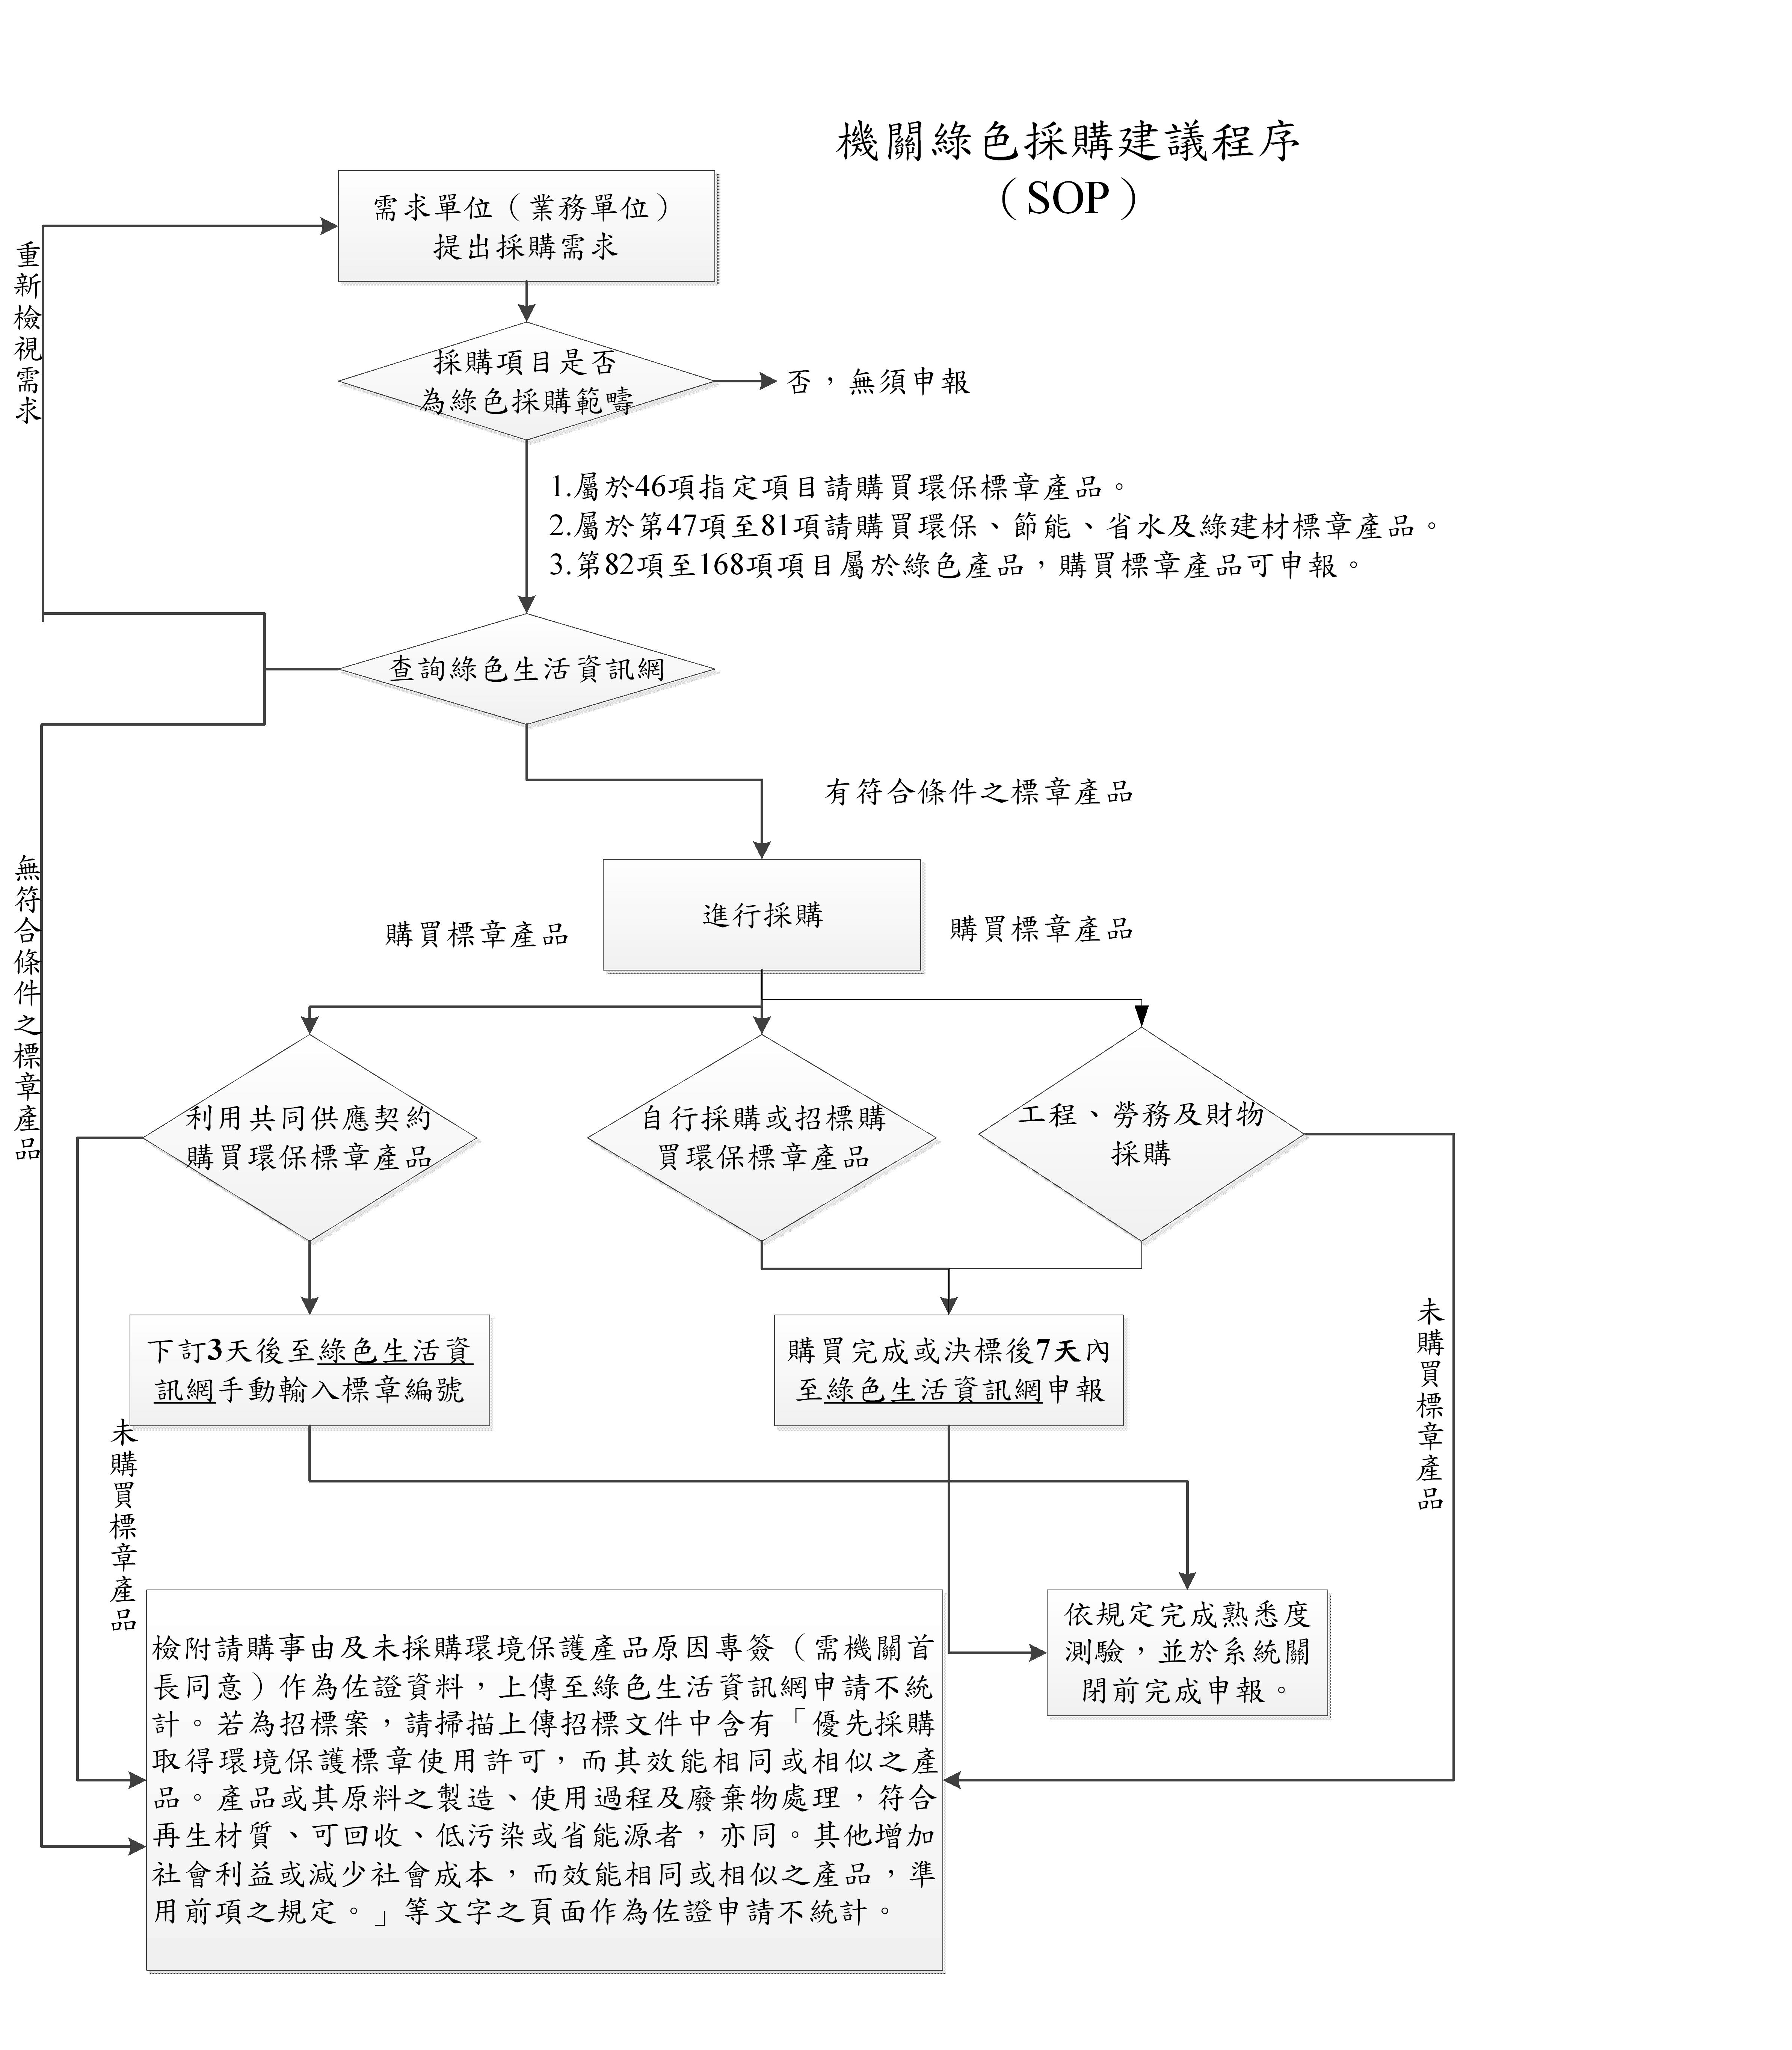 機關綠色採購建議程序
（SOP）
需求單位（業務單位）
提出採購需求
重新檢視需求
採購項目是否
為綠色採購範疇
否，無須申報
1.屬於46項指定項目請購買環保標章產品。
2.屬於第47項至81項請購買環保、節能、省水及綠建材標章產品。
3.第82項至168項項目屬於綠色產品，購買標章產品可申報。
查詢綠色生活資訊網
有符合條件之標章產品
無符合條件之標章產品
進行採購
購買標章產品
購買標章產品
利用共同供應契約
購買環保標章產品
自行採購或招標購
買環保標章產品
工程、勞務及財物
採購
下訂3天後至綠色生活資
訊網手動輸入標章編號
購買完成或決標後7天內
至綠色生活資訊網申報
未購買標章產品
未購買標章產品
依規定完成熟悉度
測驗，並於系統關
閉前完成申報。
檢附請購事由及未採購環境保護產品原因專簽（需機關首
長同意）作為佐證資料，上傳至綠色生活資訊網申請不統
計。若為招標案，請掃描上傳招標文件中含有「優先採購
取得環境保護標章使用許可，而其效能相同或相似之產
品。產品或其原料之製造、使用過程及廢棄物處理，符合
再生材質、可回收、低污染或省能源者，亦同。其他增加
社會利益或減少社會成本，而效能相同或相似之產品，準
用前項之規定。」等文字之頁面作為佐證申請不統計。